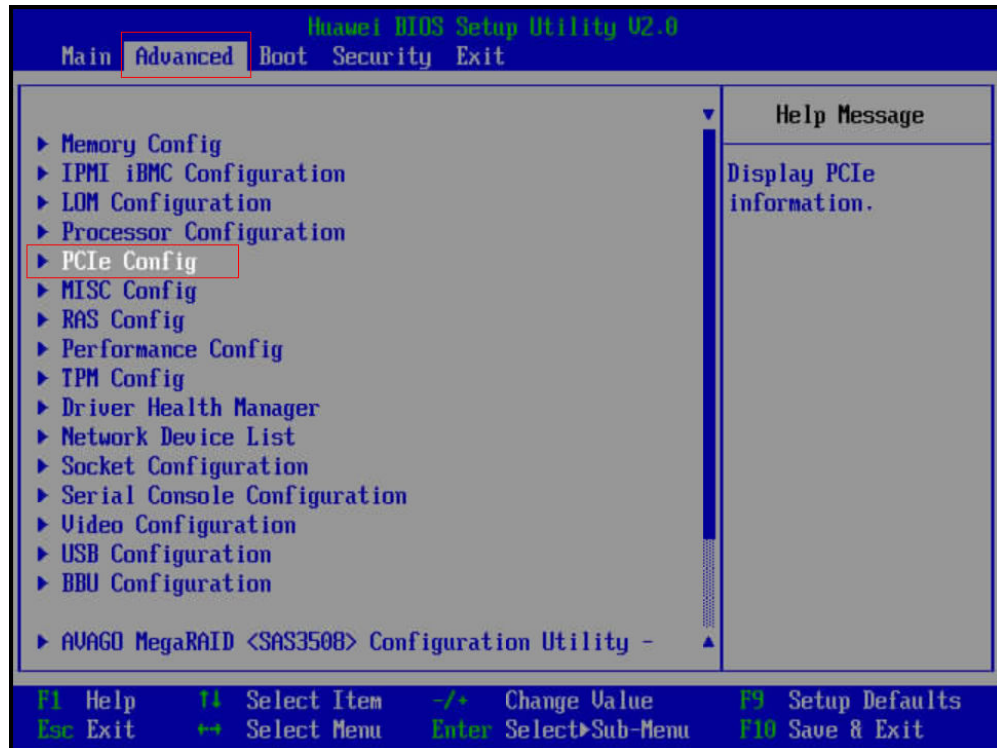 Huawei BIOS Setup Utility V2.0
Main Advanced Boot Security Exit
Help Message
Display PCIe
information.
▶ Memory Config
▶ IPMI iBMC Configuration
▶ LOM Configuration
▶ Processor Configuration
▶ PCIe Config
▶ MISC Config
▶ RAS Config
▶ Performance Config
▶ TPM Config
▶ Driver Health Manager
▶ Network Device List
▶ Socket Configuration
▶ Serial Console Configuration
▶ Video Configuration
▶ USB Configuration
▶ BBU Configuration
▶ AVAGO MegaRAID <SAS3508> Configuration Utility -
F1 Help ↑↓ Select Item -/+ Change Value F9 Setup Defaults
Esc Exit ↔ Select Menu Enter Select▶Sub-Menu F10 Save & Exit